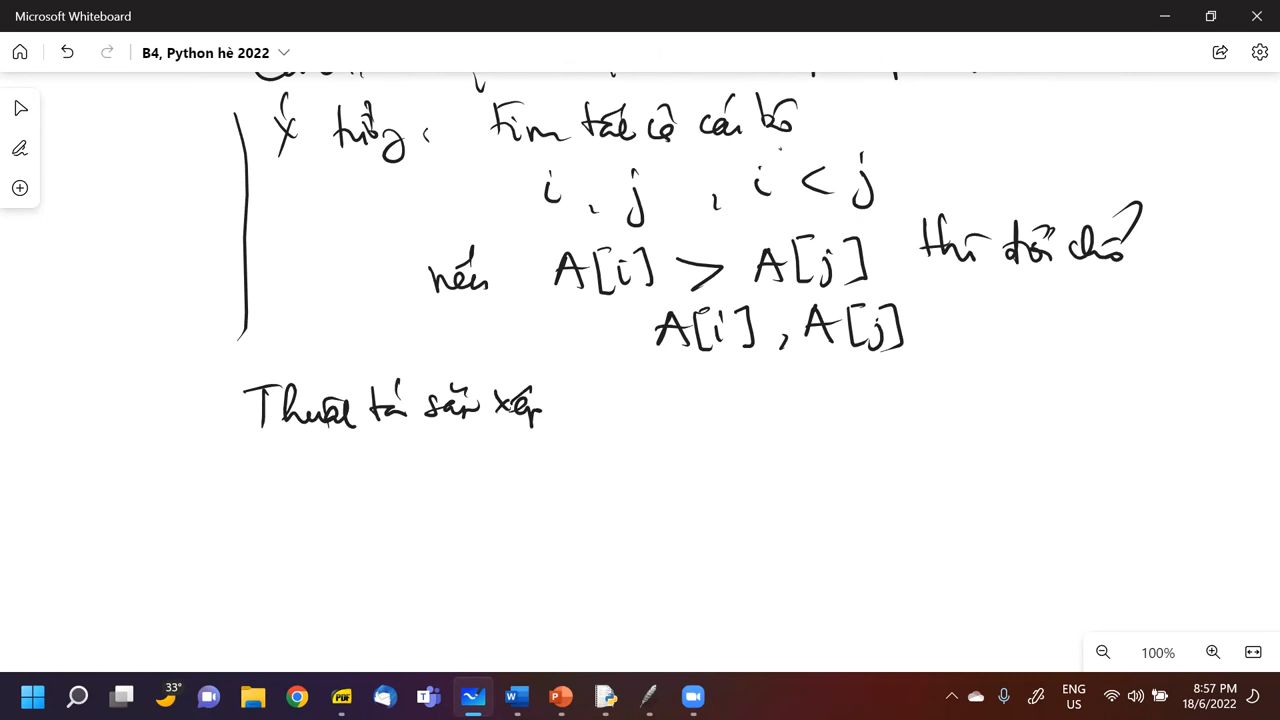 Microsoft Whiteboard
B4, Python hè 2022
Ý tưởng: Tìm tất cả các bộ
i, j, i < j
nếu A[i] > A[j] thì đổi chỗ
A[i], A[j]
Thuật toán sắp xếp
100%
33°
ENG
US
8:57 PM
18/6/2022